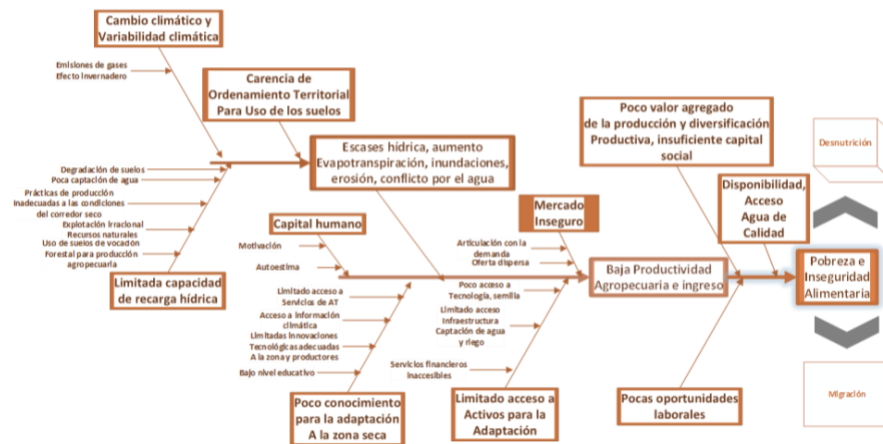 Cambio climático y
Variabilidad climática
Emisiones de gases
Efecto Invernadero
Carencia de
Ordenamiento Territorial
Para Uso de los suelos
Poco valor agregado
de la producción y diversificación
Productiva, insuficiente capital
social
Desnutrición
Escases hídrica, aumento
Evapotranspiración, inundaciones,
erosión, conflicto por el agua
Degradación de suelos
Poca captación de agua
Prácticas de producción
Inadecuadas a las condiciones
del corredor seco
Explotación Irracional
Recursos naturales
Uso de suelos de vocación
Forestal para producción
agropecuaria
Limitada capacidad
de recarga hídrica
Capital humano
Motivación
Autoestima
Mercado
Inseguro
Articulación con la
demanda
Oferta dispersa
Disponibilidad,
Acceso
Agua de
Calidad
Baja Productividad
Agropecuaria e ingreso
Pobreza e
Inseguridad
Alimentaria
Limitado acceso a
Servicios de AT
Acceso a Información
climática
Limitadas Innovaciones
Tecnológicas adecuadas
A la zona y productores
Bajo nivel educativo
Poco acceso a
Tecnología, semilla
Limitado acceso
Infraestructura
Captación de agua
y riego
Servicios financieros
Inaccesibles
Poco conocimiento
para la adaptación
A la zona seca
Limitado acceso a
Activos para la
Adaptación
Pocas oportunidades
laborales
Migración